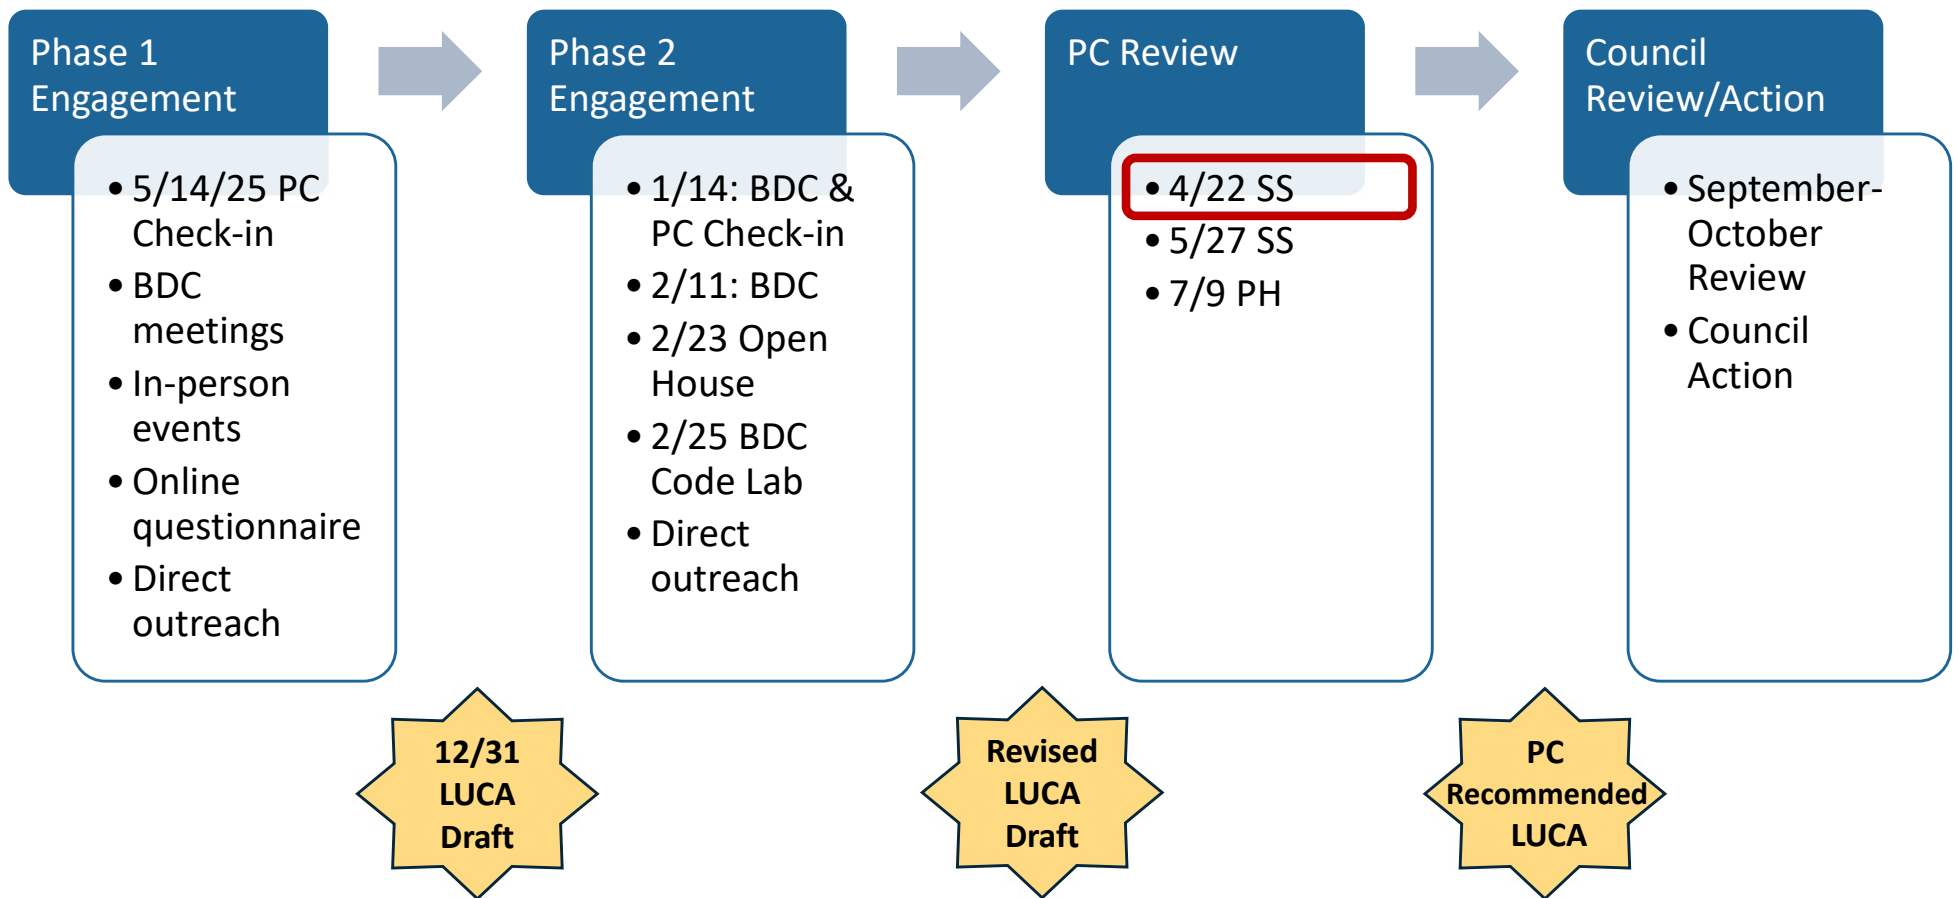 Phase 1
Engagement
• 5/14/25 PC
Check-in
• BDC
meetings
• In-person
events
• Online
questionnaire
• Direct
outreach
Phase 2
Engagement
• 1/14: BDC &
PC Check-in
• 2/11: BDC
• 2/23 Open
House
• 2/25 BDC
Code Lab
• Direct
outreach
PC Review
• 4/22 SS
• 5/27 SS
• 7/9 PH
Council
Review/Action
• September-
October
Review
• Council
Action
12/31
LUCA
Draft
Revised
LUCA
Draft
PC
Recommended
LUCA